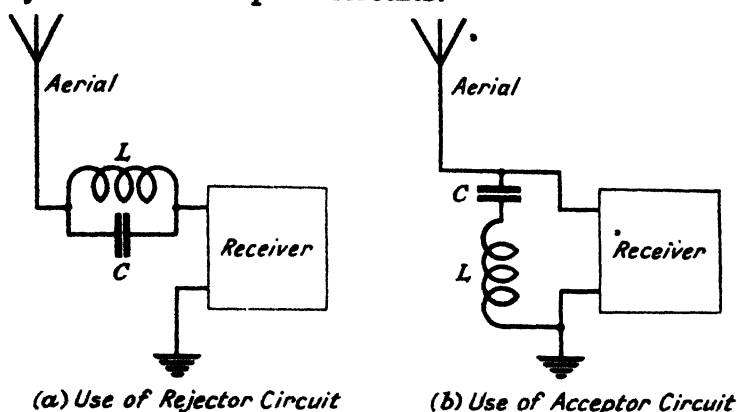 Aerial
L
C
Receiver
(a) Use of Rejector Circuit
Aerial
C
L
Receiver
(b) Use of Acceptor Circuit